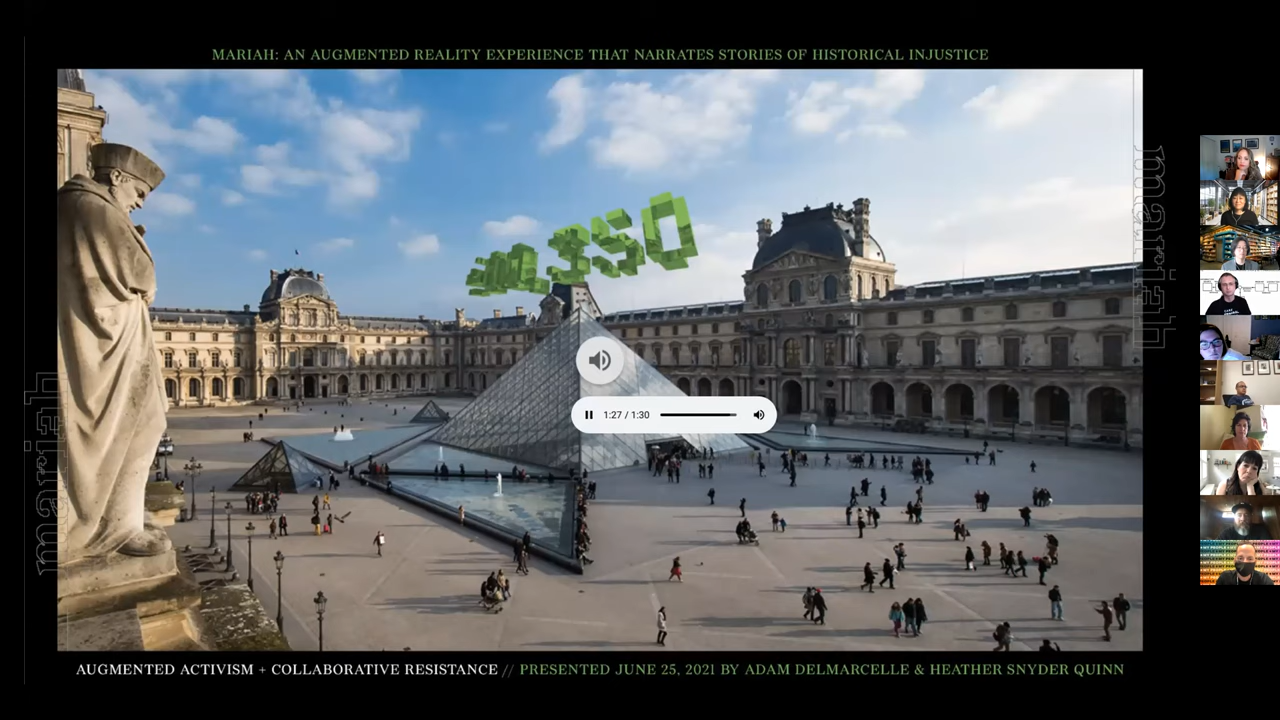 MARIAH: AN AUGMENTED REALITY EXPERIENCE THAT NARRATES STORIES OF HISTORICAL INJUSTICE
mariah
mariah
1:27 / 1:30
AUGMENTED ACTIVISM + COLLABORATIVE RESISTANCE // PRESENTED JUNE 25, 2021 BY ADAM DELMARCELLE & HEATHER SNYDER QUINN